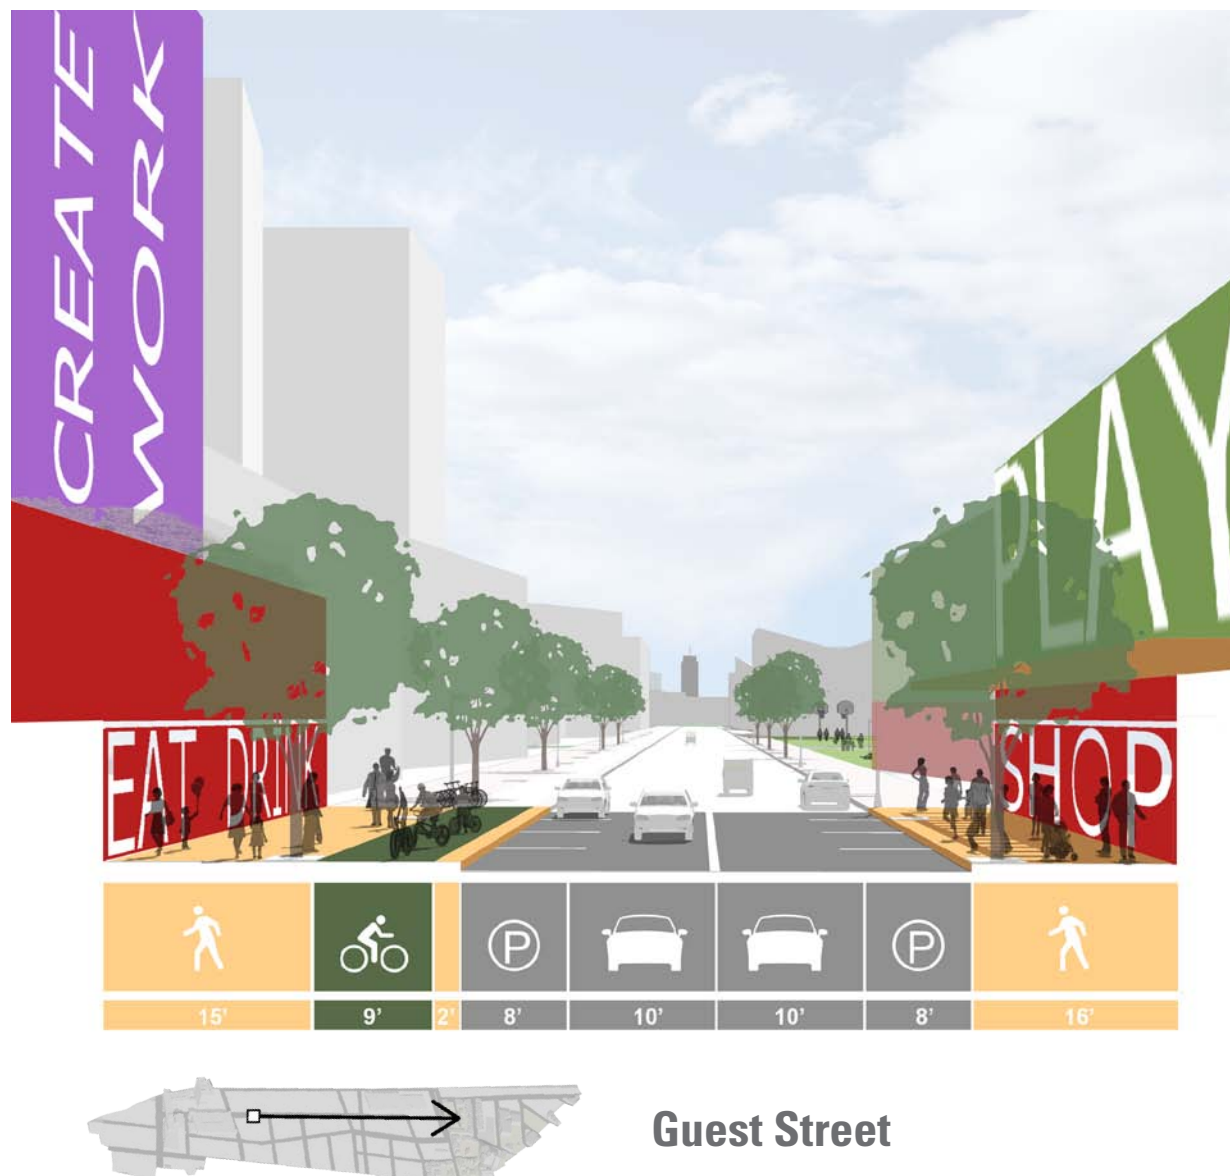 CREATE
WORK
PLAY
EAT DRINK
SHOP
P
P
15’
9’
2’
8’
10’
10’
8’
16’
Guest Street